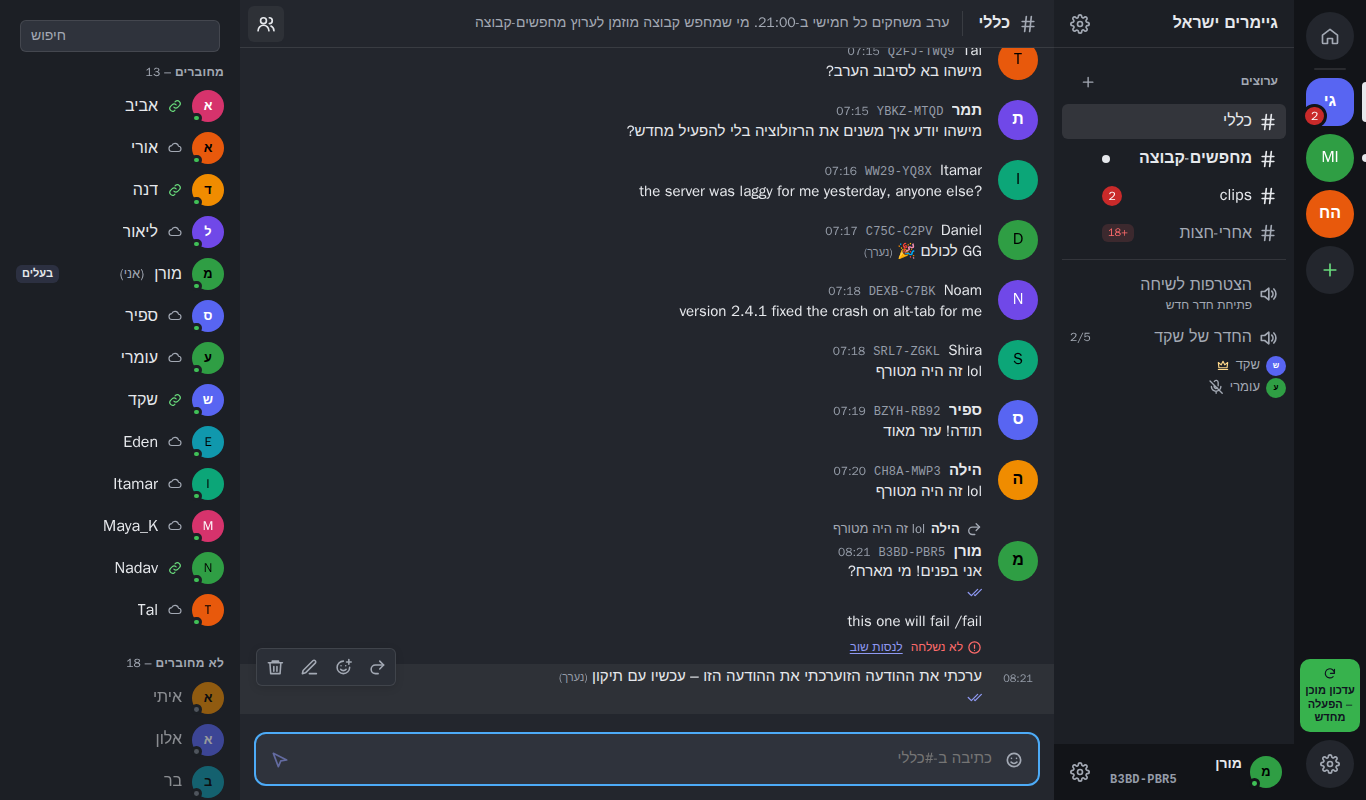 גיימרים ישראל
גי
2
MI
הח
עדכון מוכן
– הפעלה
מחדש
ערוצים
כללי
מחפשים-קבוצה
clips
2
אחרי-חצות
18+
הצטרפות לשיחה
פתיחת חדר חדש
החדר של שקד
2/5
ש שקד
ע עומרי
מ מורן
B3BD-PBR5
כללי
ערב משחקים כל חמישי ב-21:00. מי שמחפש קבוצה מוזמן לערוץ מחפשים-קבוצה
T Tal Q2FJ-TWQ9 07:15
מישהו בא לסיבוב הערב?
ת תמר YBKZ-MTQD 07:15
מישהו יודע איך משנים את הרזולוציה בלי להפעיל מחדש?
I Itamar WW29-YQ8X 07:16
the server was laggy for me yesterday, anyone else?
D Daniel C75C-C2PV 07:17
GG לכולם 🎉 (נערך)
N Noam DEXB-C7BK 07:18
version 2.4.1 fixed the crash on alt-tab for me
S Shira SRL7-ZGKL 07:18
lol זה היה מטורף
ס ספיר BZYH-RB92 07:19
תודה! עזר מאוד
ה הילה CH8A-MWP3 07:20
lol זה היה מטורף
הילה lol זה היה מטורף
מ מורן B3BD-PBR5 08:21
אני בפנים! מי מארח?
this one will fail /fail
לא נשלחה לנסות שוב
08:21 ערכתי את ההודעה הזוערכתי את ההודעה הזו – עכשיו עם תיקון (נערך)
כתיבה ב-#כללי
חיפוש
מחוברים – 13
א אביב
א אורי
ד דנה
ל ליאור
מ מורן (אני) בעלים
ס ספיר
ע עומרי
ש שקד
E Eden
I Itamar
M Maya_K
N Nadav
T Tal
לא מחוברים – 18
א איתי
א אלון
ב בר